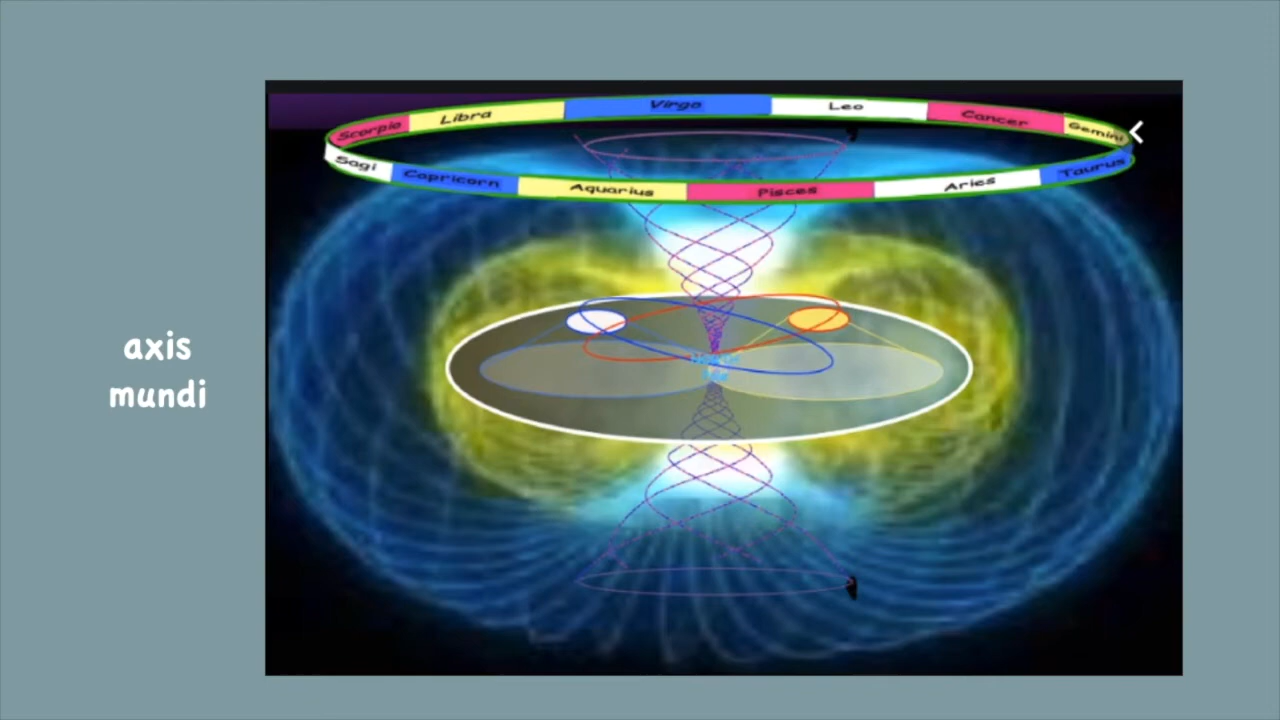 axis
mundi
Scorpio
Libra
Virgo
Leo
Cancer
Gemini
Sagi
Capricorn
Aquarius
Pisces
Aries
Taurus